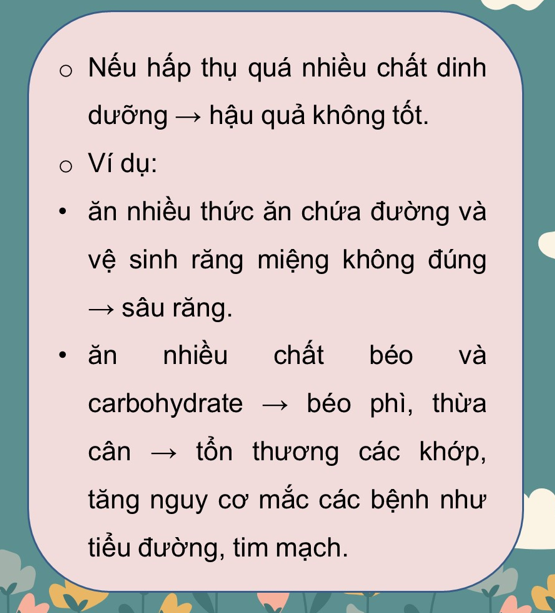 ○ Nếu hấp thụ quá nhiều chất dinh
dưỡng → hậu quả không tốt.
○ Ví dụ:
• ăn nhiều thức ăn chứa đường và
vệ sinh răng miệng không đúng
→ sâu răng.
• ăn nhiều chất béo và
carbohydrate → béo phì, thừa
cân → tổn thương các khớp,
tăng nguy cơ mắc các bệnh như
tiểu đường, tim mạch.